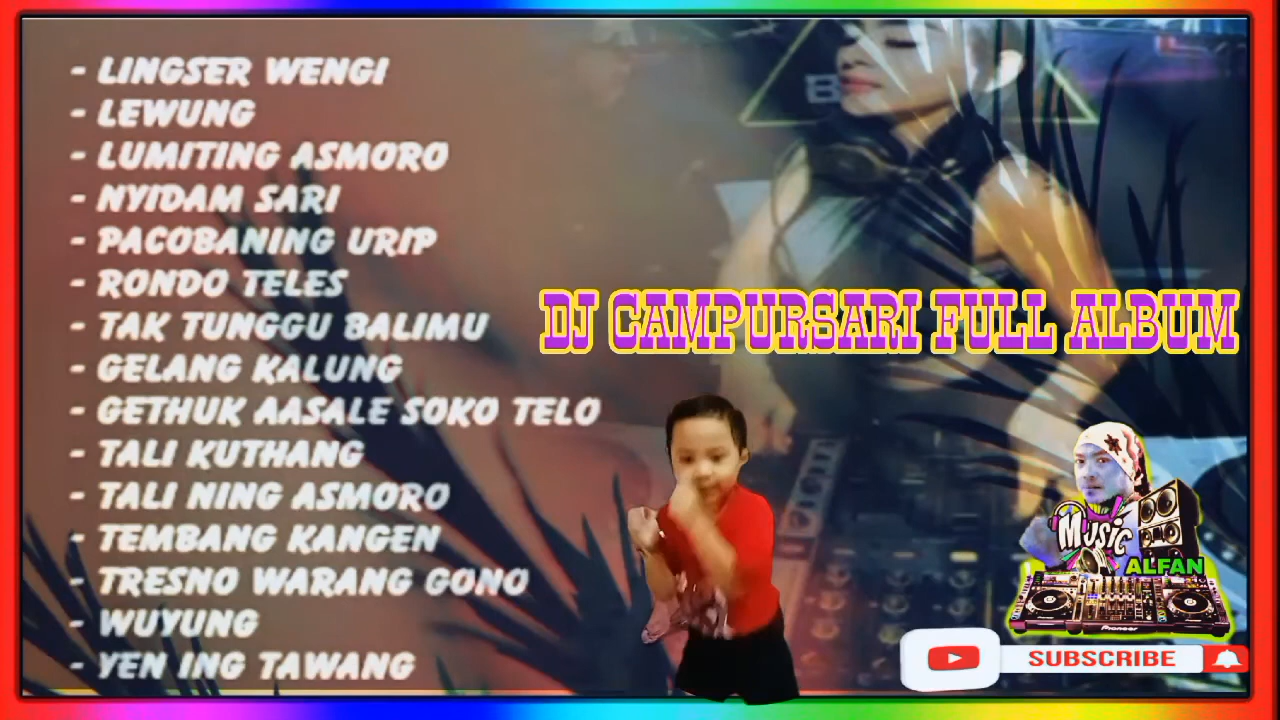 - LINGSER WENGI
- LEWUNG
- LUMITING ASMORO
- NYIDAM SARI
- PACOBANING URIP
- RONDO TELES
- TAK TUNGGU BALIMU
- GELANG KALUNG
- GETHUK AASALE SOKO TELO
- TALI KUTHANG
- TALI NING ASMORO
- TEMBANG KANGEN
- TRESNO WARANG GONO
- WUYUNG
- YEN ING TAWANG
DJ CAMPURSARI FULL ALBUM
MUSIC
ALFAN
Pioneer
SUBSCRIBE